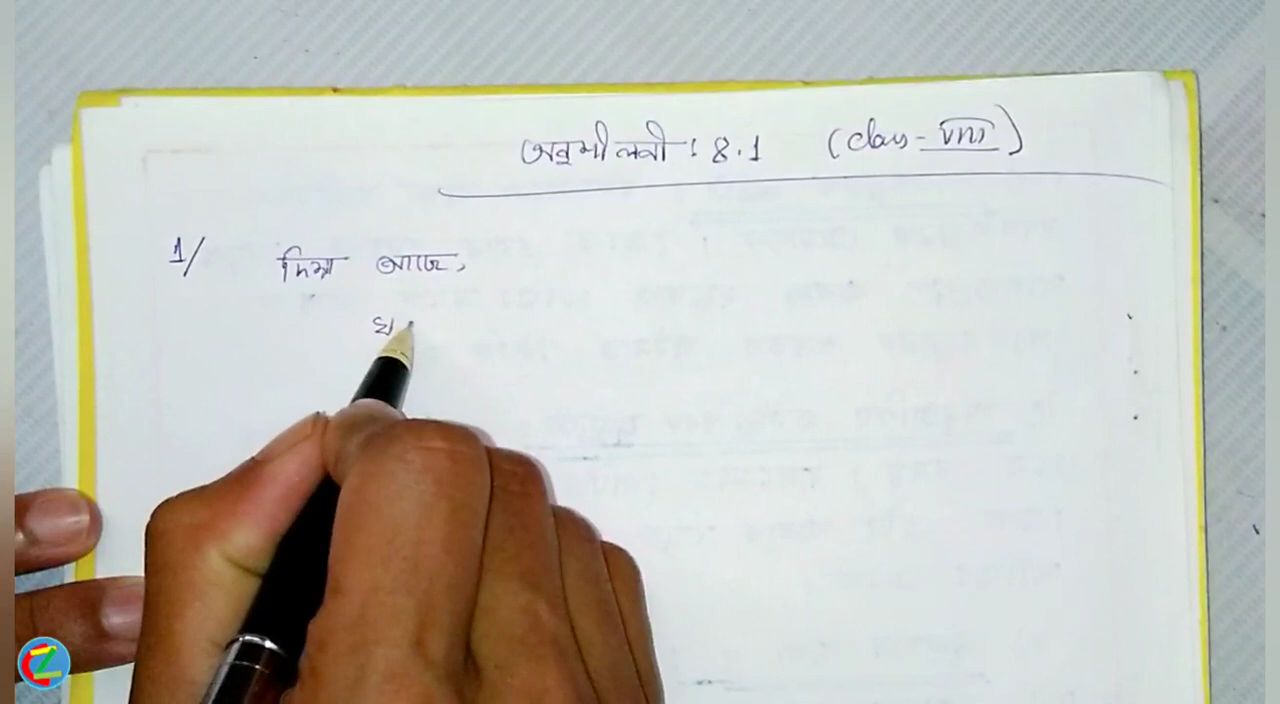 অনুশীলনী : 8.1 (Class - VIII)
1/ দিয়া আছে,
ধ